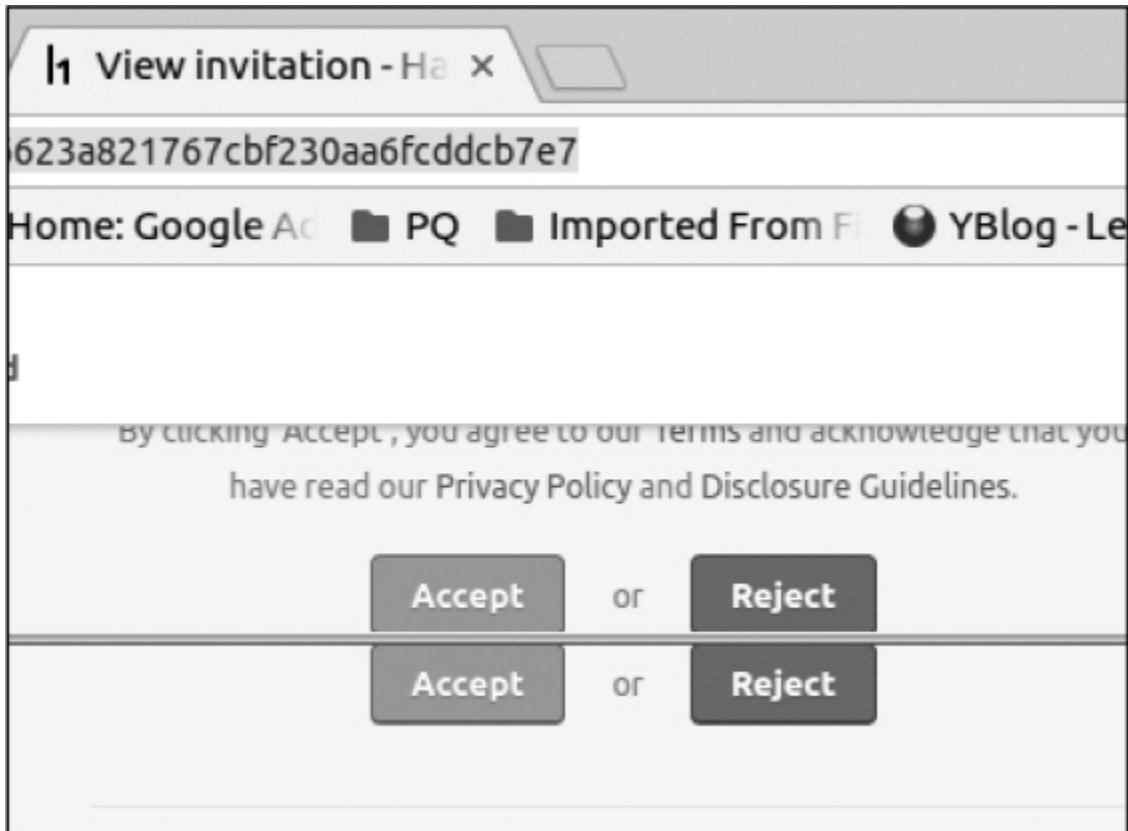 h1 View invitation - Ha ×
623a821767cbf230aa6fcddcb7e7
Home: Google Ad PQ Imported From Fi YBlog - Le
d
By clicking 'Accept', you agree to our Terms and acknowledge that you
have read our Privacy Policy and Disclosure Guidelines.
Accept or Reject
Accept or Reject